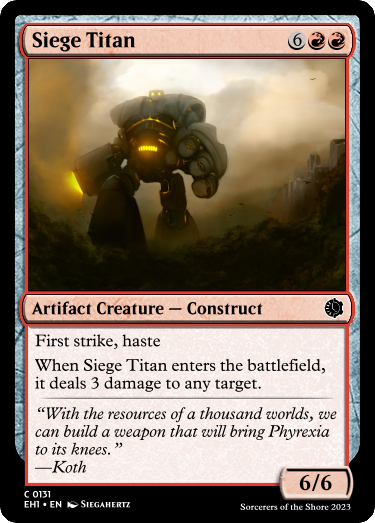 Siege Titan 6
Artifact Creature — Construct
First strike, haste
When Siege Titan enters the battlefield,
it deals 3 damage to any target.
“With the resources of a thousand worlds, we
can build a weapon that will bring Phyrexia
to its knees.”
—Koth
6/6
C 0131
EH1 • EN Siegahertz
Sorcerers of the Shore 2023